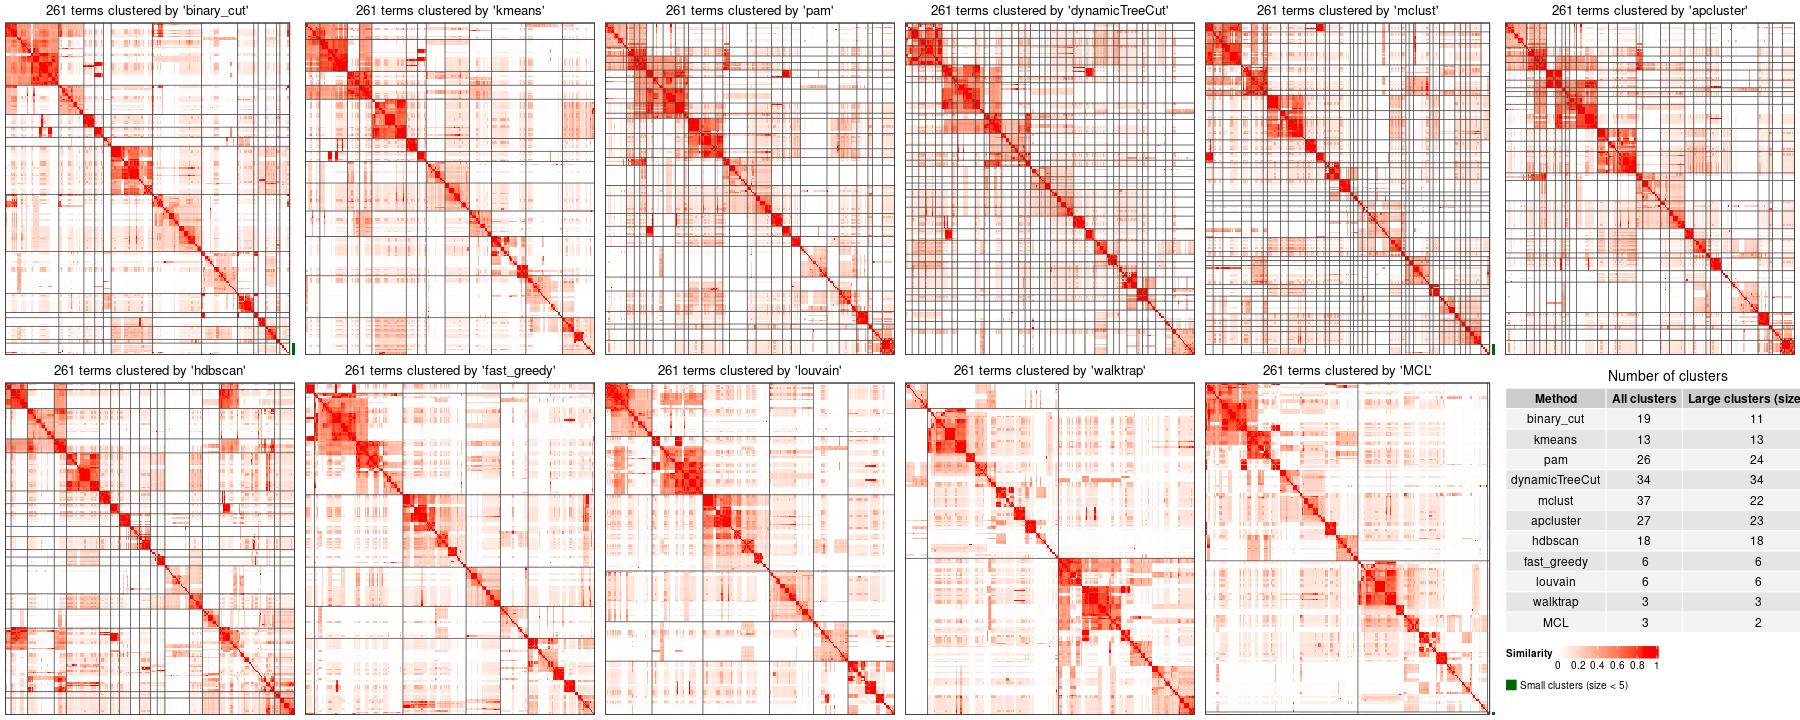 261 terms clustered by 'binary_cut'
261 terms clustered by 'kmeans'
261 terms clustered by 'pam'
261 terms clustered by 'dynamicTreeCut'
261 terms clustered by 'mclust'
261 terms clustered by 'apcluster'
261 terms clustered by 'hdbscan'
261 terms clustered by 'fast_greedy'
261 terms clustered by 'louvain'
261 terms clustered by 'walktrap'
261 terms clustered by 'MCL'
Number of clusters
Method All clusters Large clusters (size
binary_cut 19 11
kmeans 13 13
pam 26 24
dynamicTreeCut 34 34
mclust 37 22
apcluster 27 23
hdbscan 18 18
fast_greedy 6 6
louvain 6 6
walktrap 3 3
MCL 3 2
Similarity
0 0.2 0.4 0.6 0.8 1
Small clusters (size < 5)